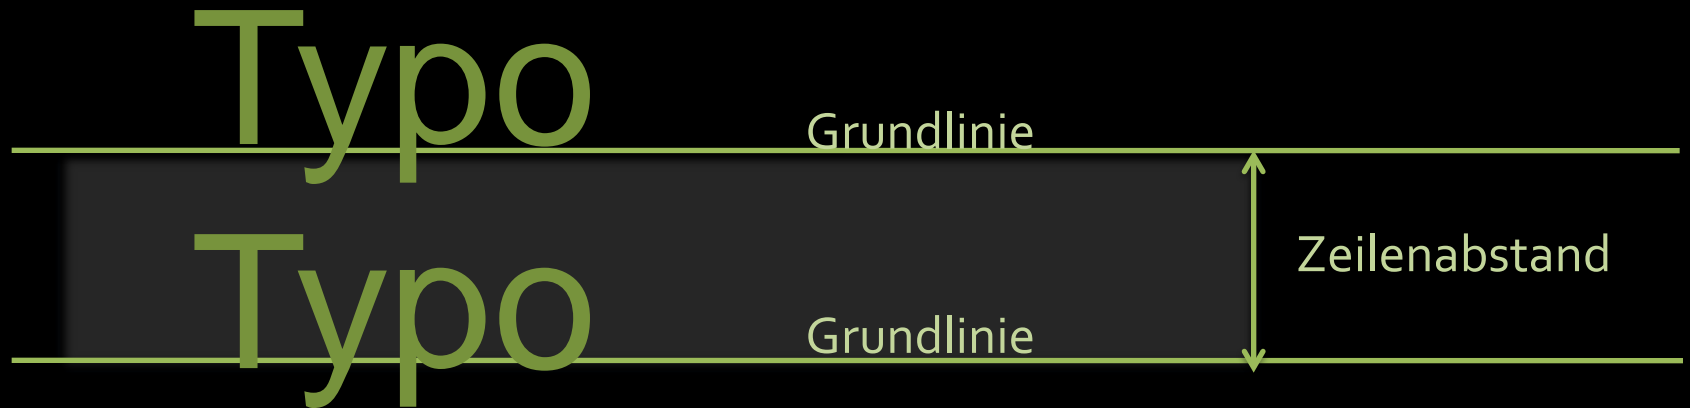 Typo
Grundlinie
Zeilenabstand
Typo
Grundlinie